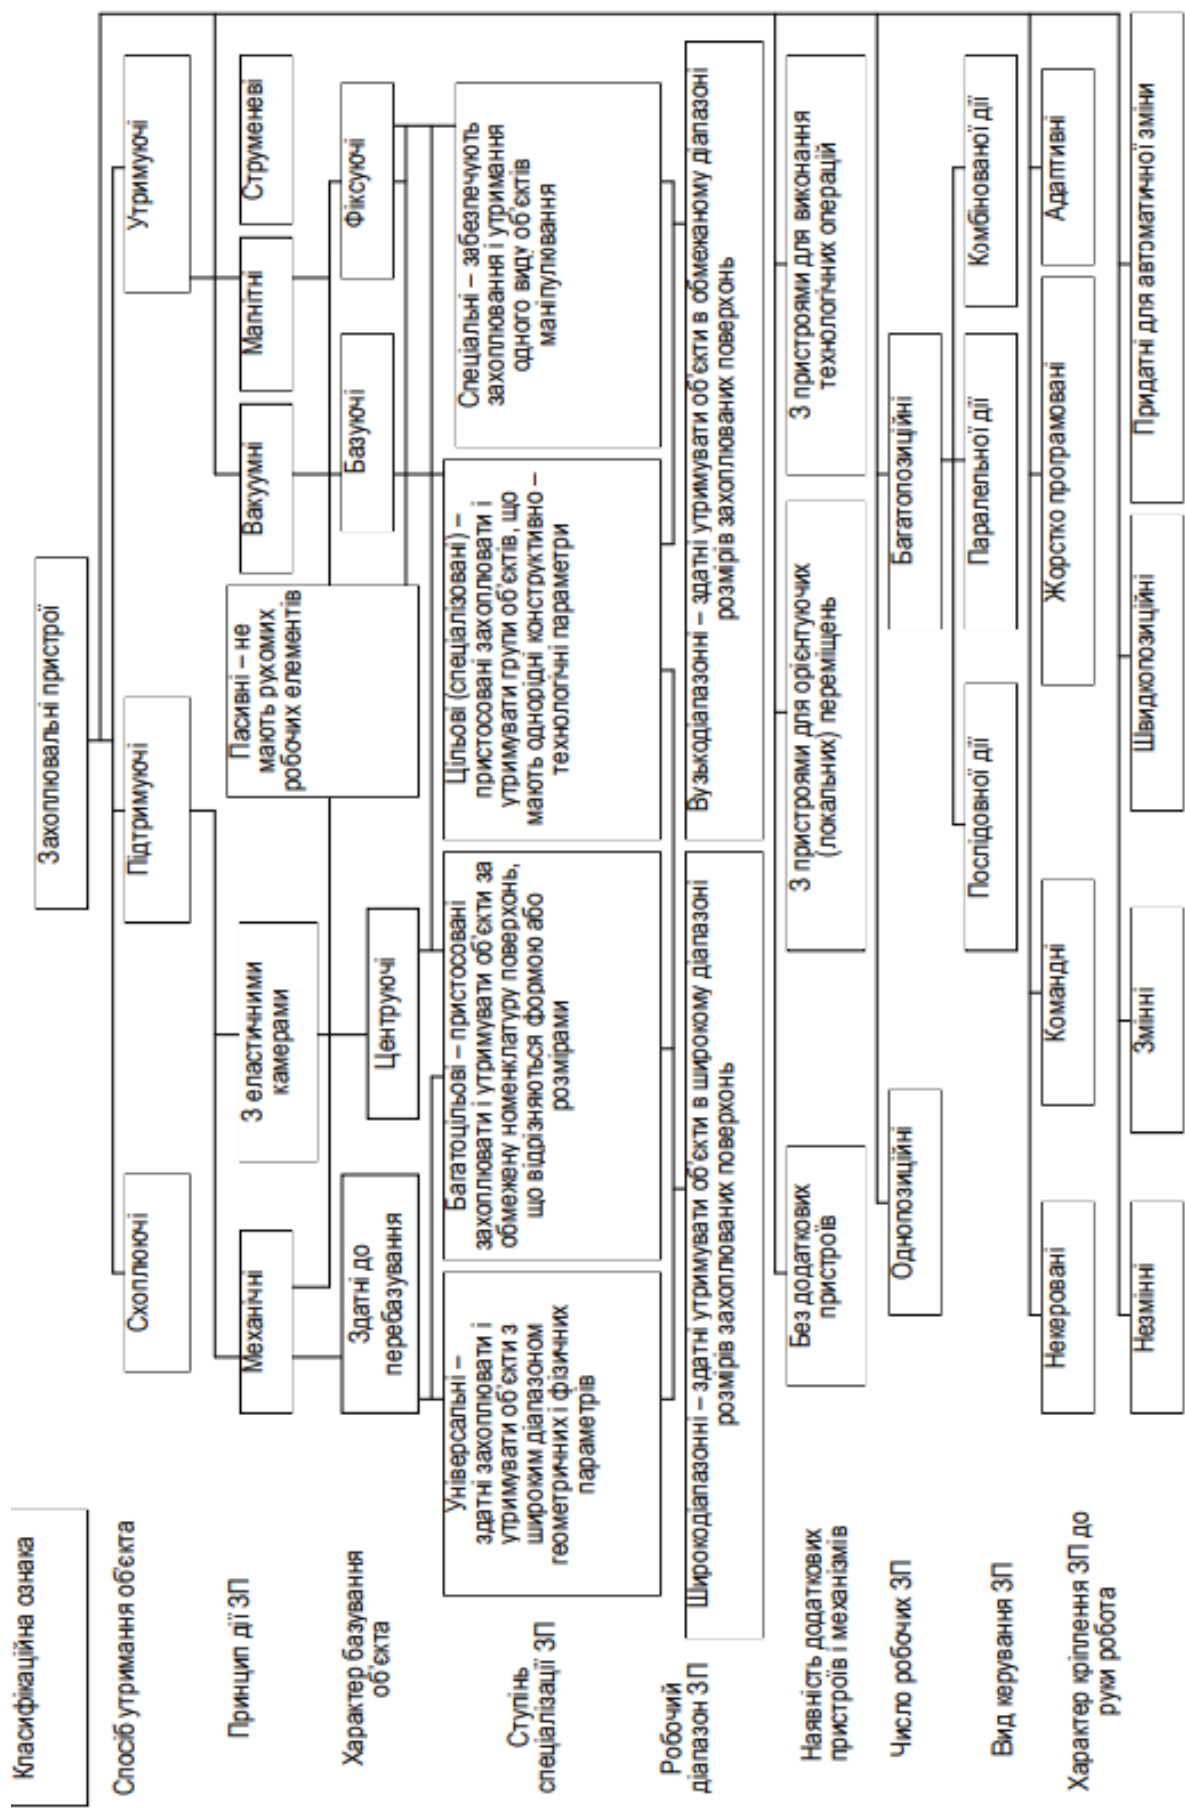 Класифікаційна ознака
Захоплювальні пристрої
Спосіб утримання об'єкта
Схоплюючі
Підтримуючі
Утримуючі
Принцип дії ЗП
Механічні
З еластичними
камерами
Пасивні – не
мають рухомих
робочих елементів
Вакуумні
Магнітні
Струменеві
Характер базування
об'єкта
Здатні до
перебазування
Центруючі
Базуючі
Фіксуючі
Ступінь
спеціалізації ЗП
Універсальні –
здатні захоплювати і
утримувати об'єкти з
широким діапазоном
геометричних і фізичних
параметрів
Багатоцільові – пристосовані
захоплювати і утримувати об'єкти за
обмежену номенклатуру поверхонь,
що відрізняються формою або
розмірами
Цільові (спеціалізовані) –
пристосовані захоплювати і
утримувати групи об'єктів, що
мають однорідні конструктивно –
технологічні параметри
Спеціальні – забезпечують
захоплювання і утримання
одного виду об'єктів
маніпулювання
Робочий
діапазон ЗП
Широкодіапазонні – здатні утримувати об'єкти в широкому діапазоні
розмірів захоплюваних поверхонь
Вузькодіапазонні – здатні утримувати об'єкти в обмежаному діапазоні
розмірів захоплюваних поверхонь
Наявність додаткових
пристроїв і механізмів
Без додаткових
пристроїв
З пристроями для орієнтуючих
(локальних) переміщень
З пристроями для виконання
технологічних операцій
Число робочих ЗП
Однопозиційні
Багатопозиційні
Послідовної дії
Паралельної дії
Комбінованої дії
Вид керування ЗП
Некеровані
Командні
Жорстко програмовані
Адаптивні
Характер кріплення ЗП до
руки робота
Незмінні
Змінні
Швидкопозиційні
Придатні для автоматичної зміни